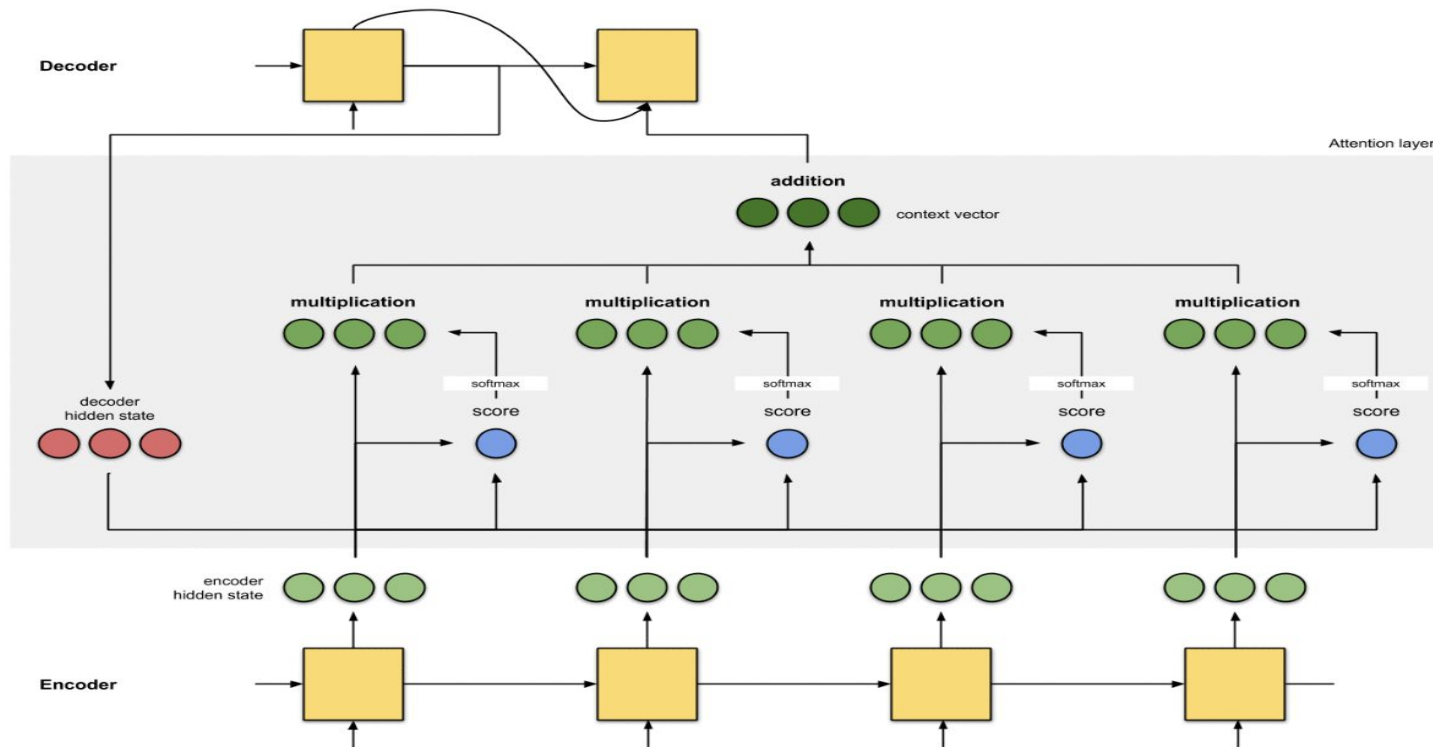 Decoder
Attention layer
addition
context vector
multiplication
multiplication
multiplication
multiplication
softmax
softmax
softmax
softmax
decoder
hidden state
score
score
score
score
encoder
hidden state
Encoder